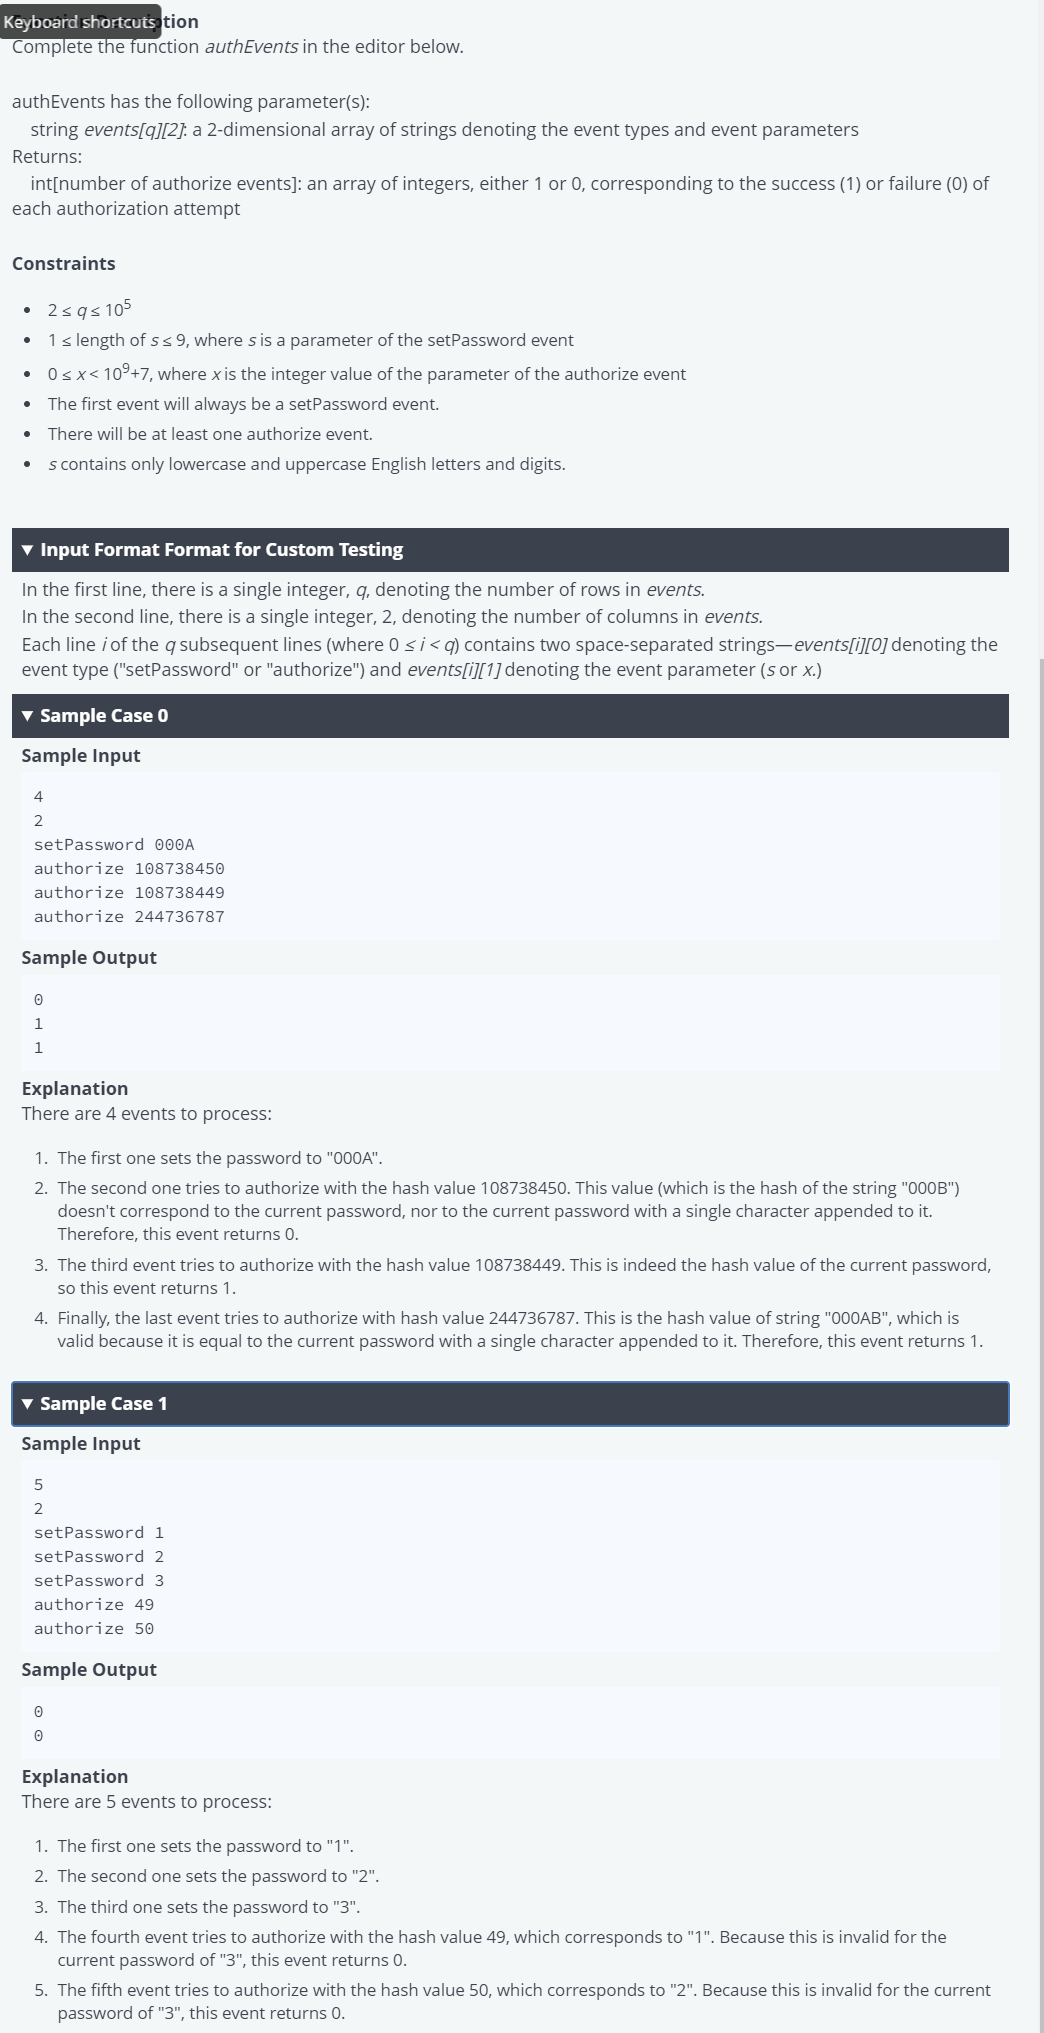 Keyboard shortcuts
Function Description
Complete the function authEvents in the editor below.
authEvents has the following parameter(s):
string events[q][2]: a 2-dimensional array of strings denoting the event types and event parameters
Returns:
int[number of authorize events]: an array of integers, either 1 or 0, corresponding to the success (1) or failure (0) of
each authorization attempt
Constraints
• 2 ≤ q ≤ 10⁵
• 1 ≤ length of s ≤ 9, where s is a parameter of the setPassword event
• 0 ≤ x < 10⁹+7, where x is the integer value of the parameter of the authorize event
• The first event will always be a setPassword event.
• There will be at least one authorize event.
• s contains only lowercase and uppercase English letters and digits.
▼ Input Format Format for Custom Testing
In the first line, there is a single integer, q, denoting the number of rows in events.
In the second line, there is a single integer, 2, denoting the number of columns in events.
Each line i of the q subsequent lines (where 0 ≤ i < q) contains two space-separated strings—events[i][0] denoting the
event type ("setPassword" or "authorize") and events[i][1] denoting the event parameter (s or x.)
▼ Sample Case 0
Sample Input
4
2
setPassword 000A
authorize 108738450
authorize 108738449
authorize 244736787
Sample Output
0
1
1
Explanation
There are 4 events to process:
1. The first one sets the password to "000A".
2. The second one tries to authorize with the hash value 108738450. This value (which is the hash of the string "000B")
doesn't correspond to the current password, nor to the current password with a single character appended to it.
Therefore, this event returns 0.
3. The third event tries to authorize with the hash value 108738449. This is indeed the hash value of the current password,
so this event returns 1.
4. Finally, the last event tries to authorize with hash value 244736787. This is the hash value of string "000AB", which is
valid because it is equal to the current password with a single character appended to it. Therefore, this event returns 1.
▼ Sample Case 1
Sample Input
5
2
setPassword 1
setPassword 2
setPassword 3
authorize 49
authorize 50
Sample Output
0
0
Explanation
There are 5 events to process:
1. The first one sets the password to "1".
2. The second one sets the password to "2".
3. The third one sets the password to "3".
4. The fourth event tries to authorize with the hash value 49, which corresponds to "1". Because this is invalid for the
current password of "3", this event returns 0.
5. The fifth event tries to authorize with the hash value 50, which corresponds to "2". Because this is invalid for the current
password of "3", this event returns 0.